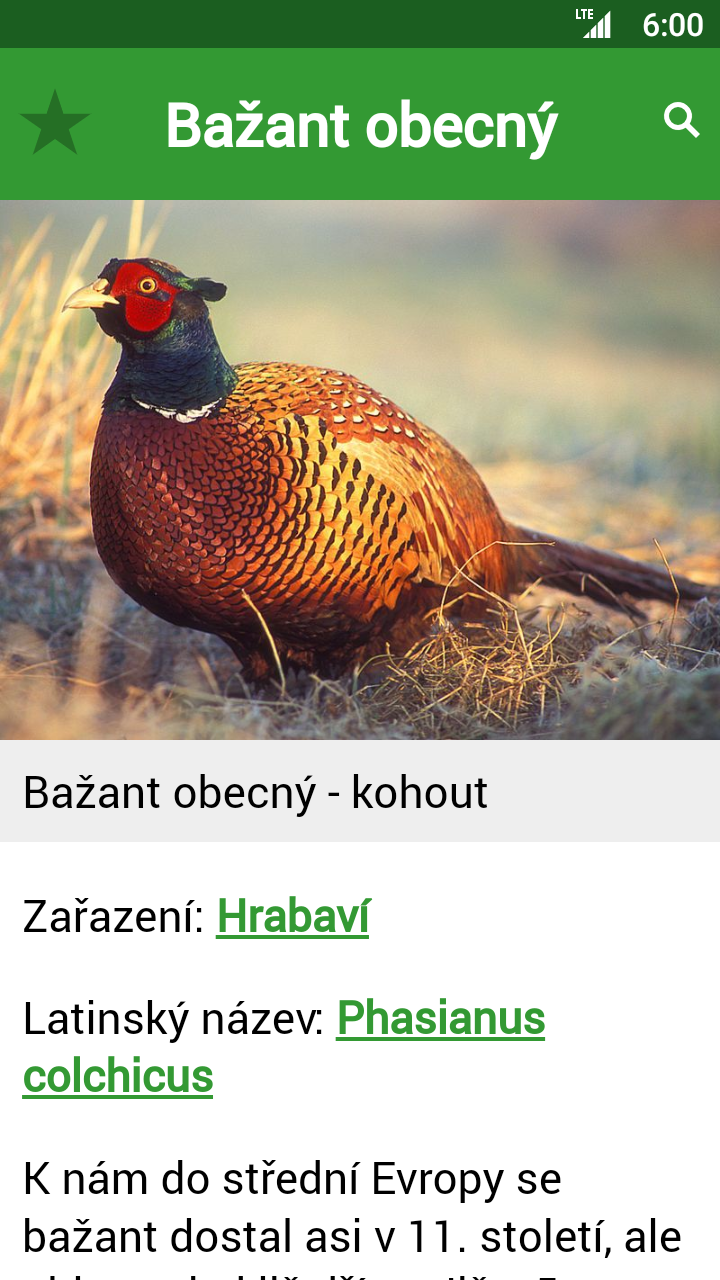 LTE 6:00
Bažant obecný
Bažant obecný - kohout
Zařazení: Hrabaví
Latinský název: Phasianus
colchicus
K nám do střední Evropy se
bažant dostal asi v 11. století, ale